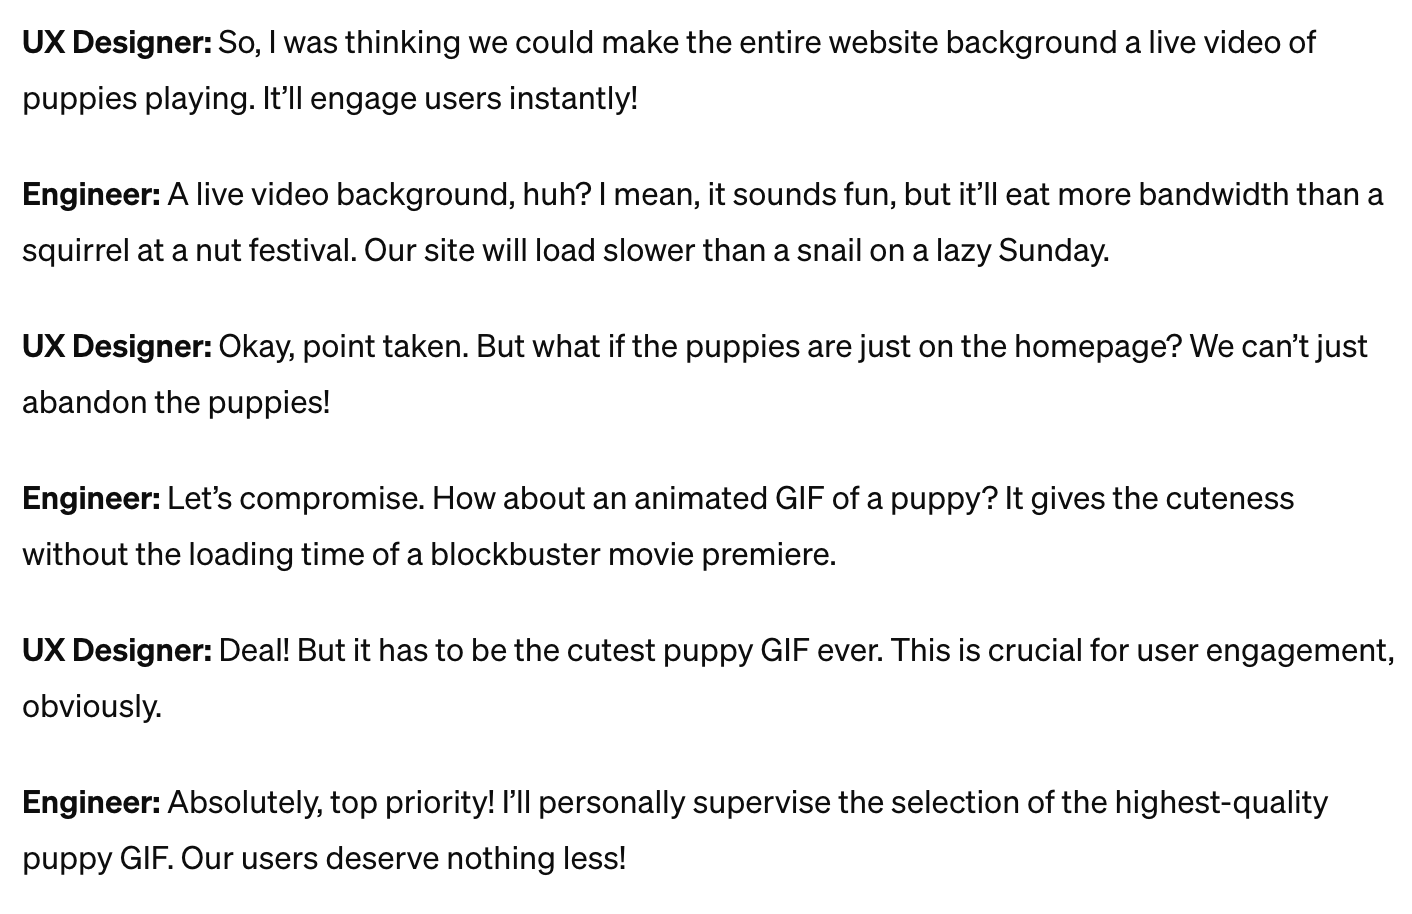 UX Designer: So, I was thinking we could make the entire website background a live video of
puppies playing. It’ll engage users instantly!
Engineer: A live video background, huh? I mean, it sounds fun, but it’ll eat more bandwidth than a
squirrel at a nut festival. Our site will load slower than a snail on a lazy Sunday.
UX Designer: Okay, point taken. But what if the puppies are just on the homepage? We can’t just
abandon the puppies!
Engineer: Let’s compromise. How about an animated GIF of a puppy? It gives the cuteness
without the loading time of a blockbuster movie premiere.
UX Designer: Deal! But it has to be the cutest puppy GIF ever. This is crucial for user engagement,
obviously.
Engineer: Absolutely, top priority! I’ll personally supervise the selection of the highest-quality
puppy GIF. Our users deserve nothing less!